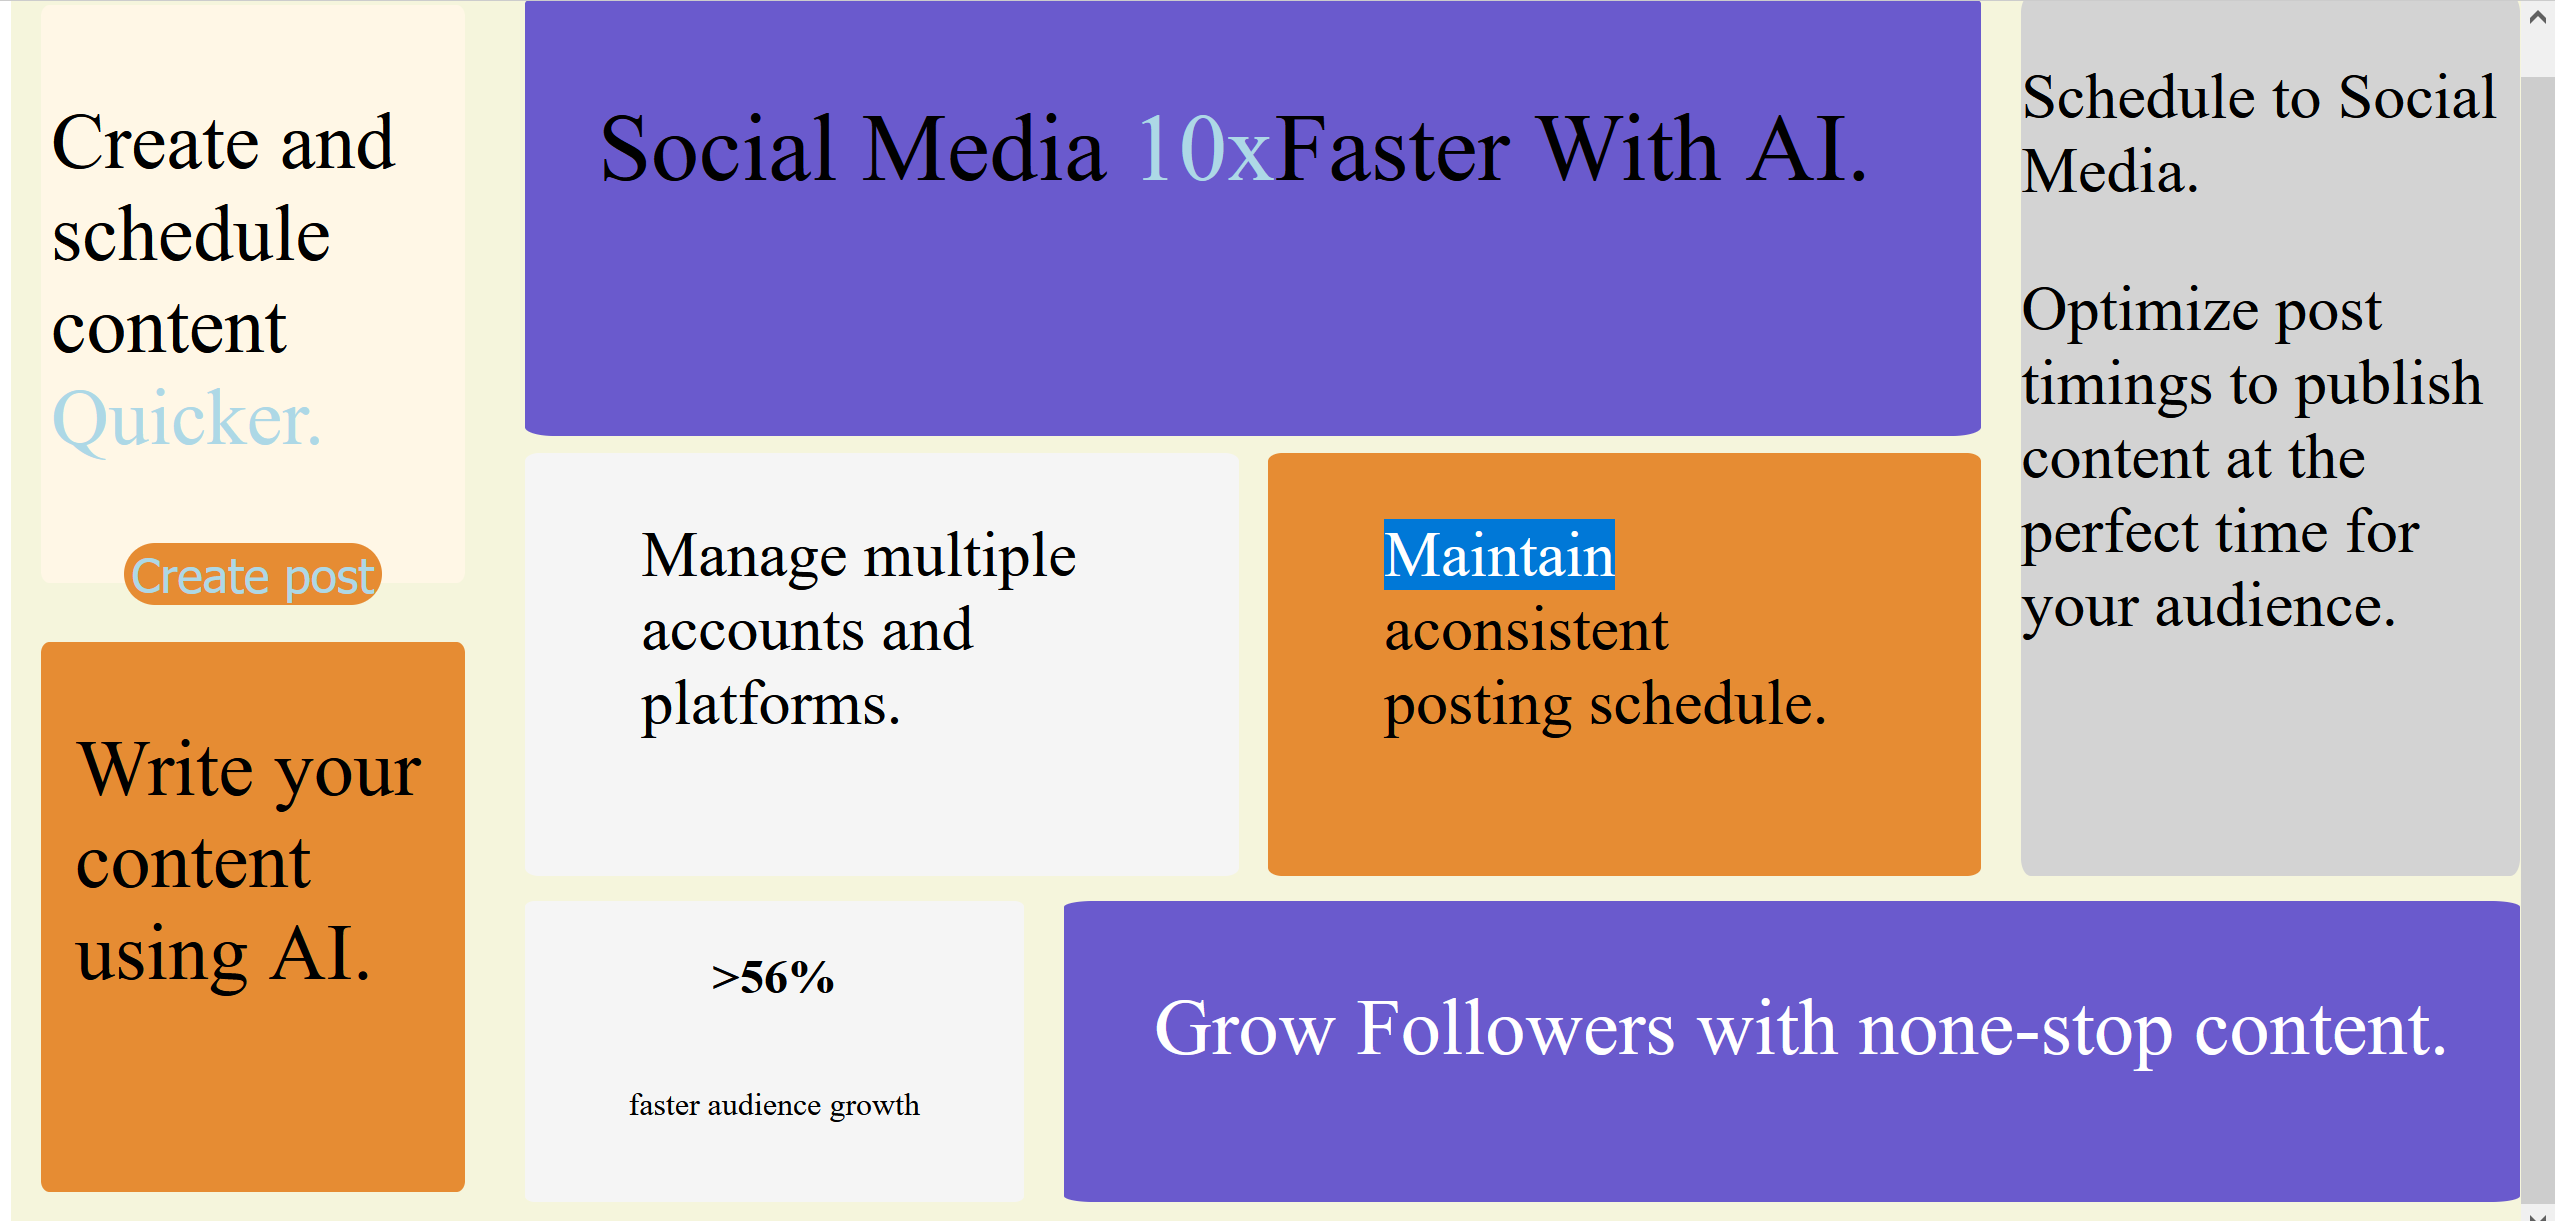 Create and
schedule
content
Quicker.
Create post
Write your
content
using AI.
Social Media 10xFaster With AI.
Manage multiple
accounts and
platforms.
Maintain
aconsistent
posting schedule.
Schedule to Social
Media.
Optimize post
timings to publish
content at the
perfect time for
your audience.
>56%
faster audience growth
Grow Followers with none-stop content.